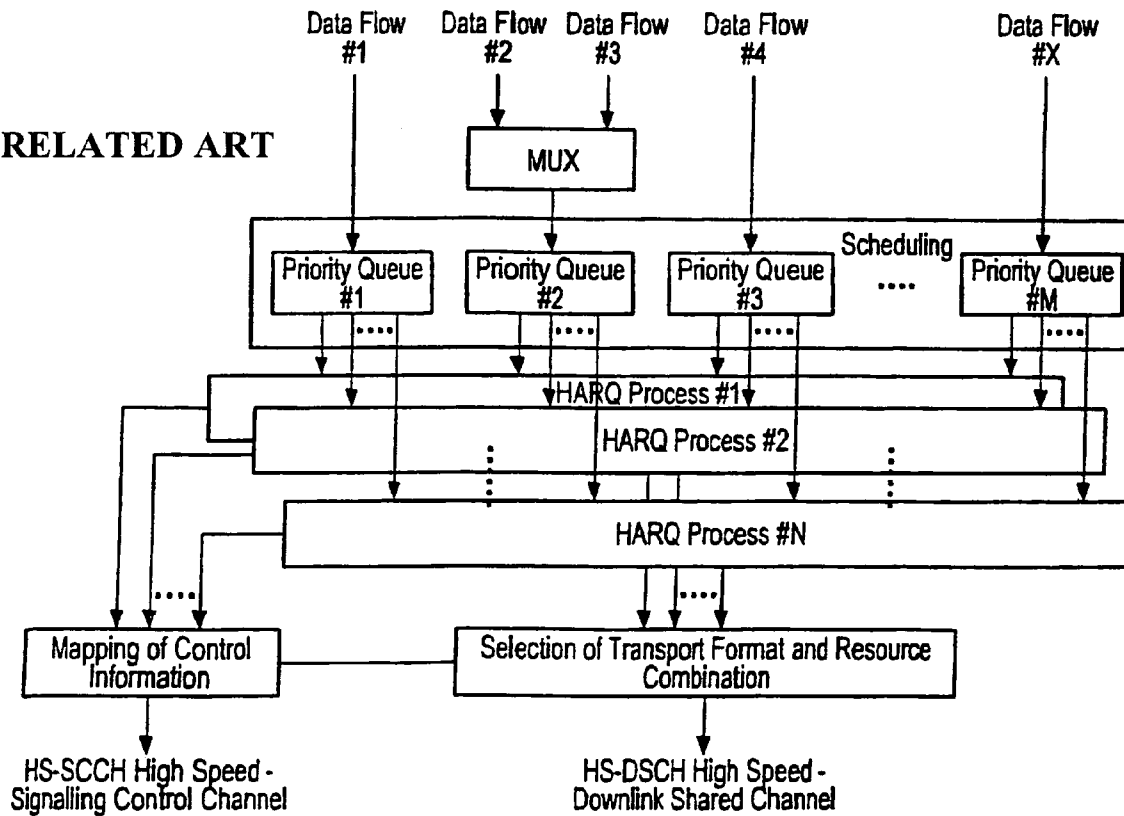 Data Flow #1
Data Flow #2
Data Flow #3
Data Flow #4
Data Flow #X
RELATED ART
MUX
Scheduling
Priority Queue #1
Priority Queue #2
Priority Queue #3
....
Priority Queue #M
....
....
....
....
HARQ Process #1
HARQ Process #2
HARQ Process #N
....
....
Mapping of Control
Information
Selection of Transport Format and Resource
Combination
HS-SCCH High Speed -
Signalling Control Channel
HS-DSCH High Speed -
Downlink Shared Channel